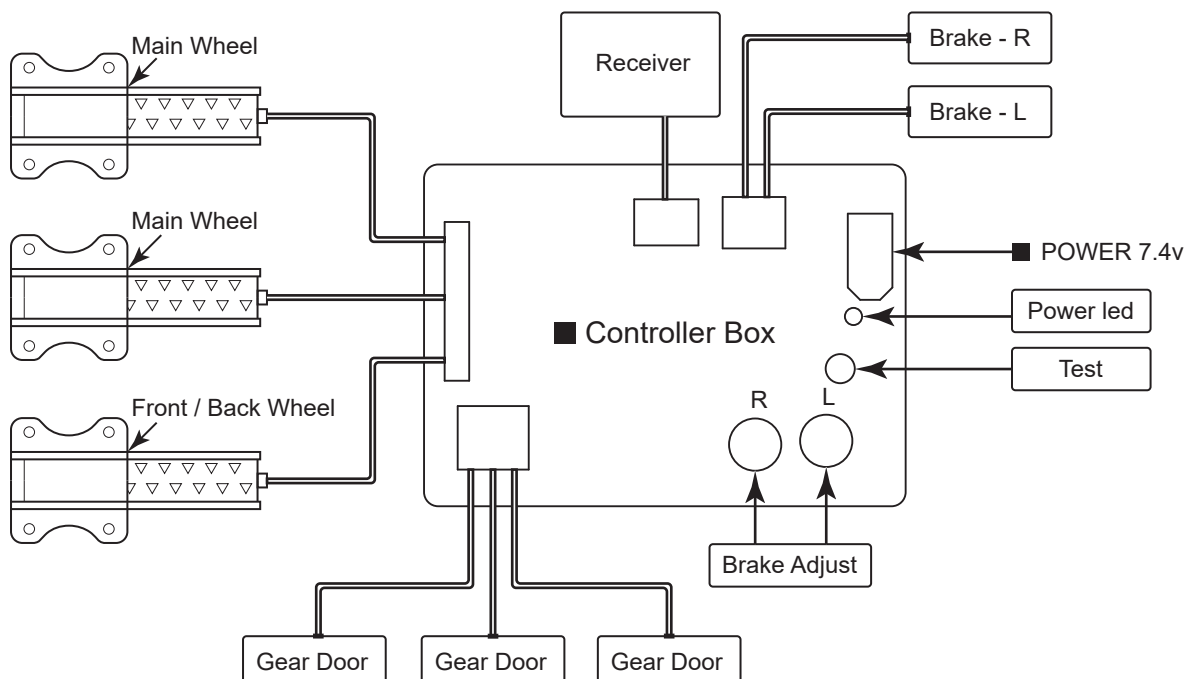 Main Wheel
Receiver
Brake - R
Brake - L
Main Wheel
POWER 7.4v
Power led
Controller Box
Test
Front / Back Wheel
R
L
Brake Adjust
Gear Door
Gear Door
Gear Door